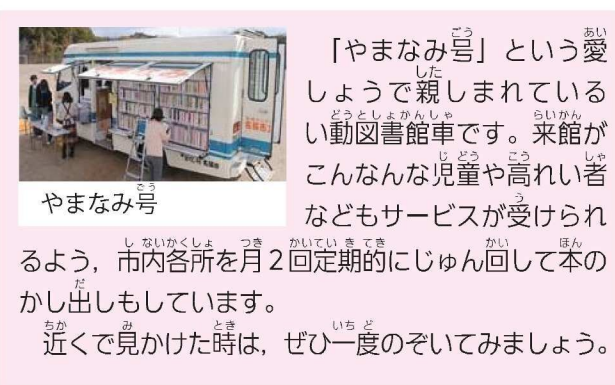 「やまなみ号」という愛
しょうで親しまれている
い動図書館車です。来館が
こんなんな児童や高れい者
などもサービスが受けられ
るよう，市内各所を月2回定期的にじゅん回して本の
かし出しもしています。
近くで見かけた時は，ぜひ一度のぞいてみましょう。
やまなみ号